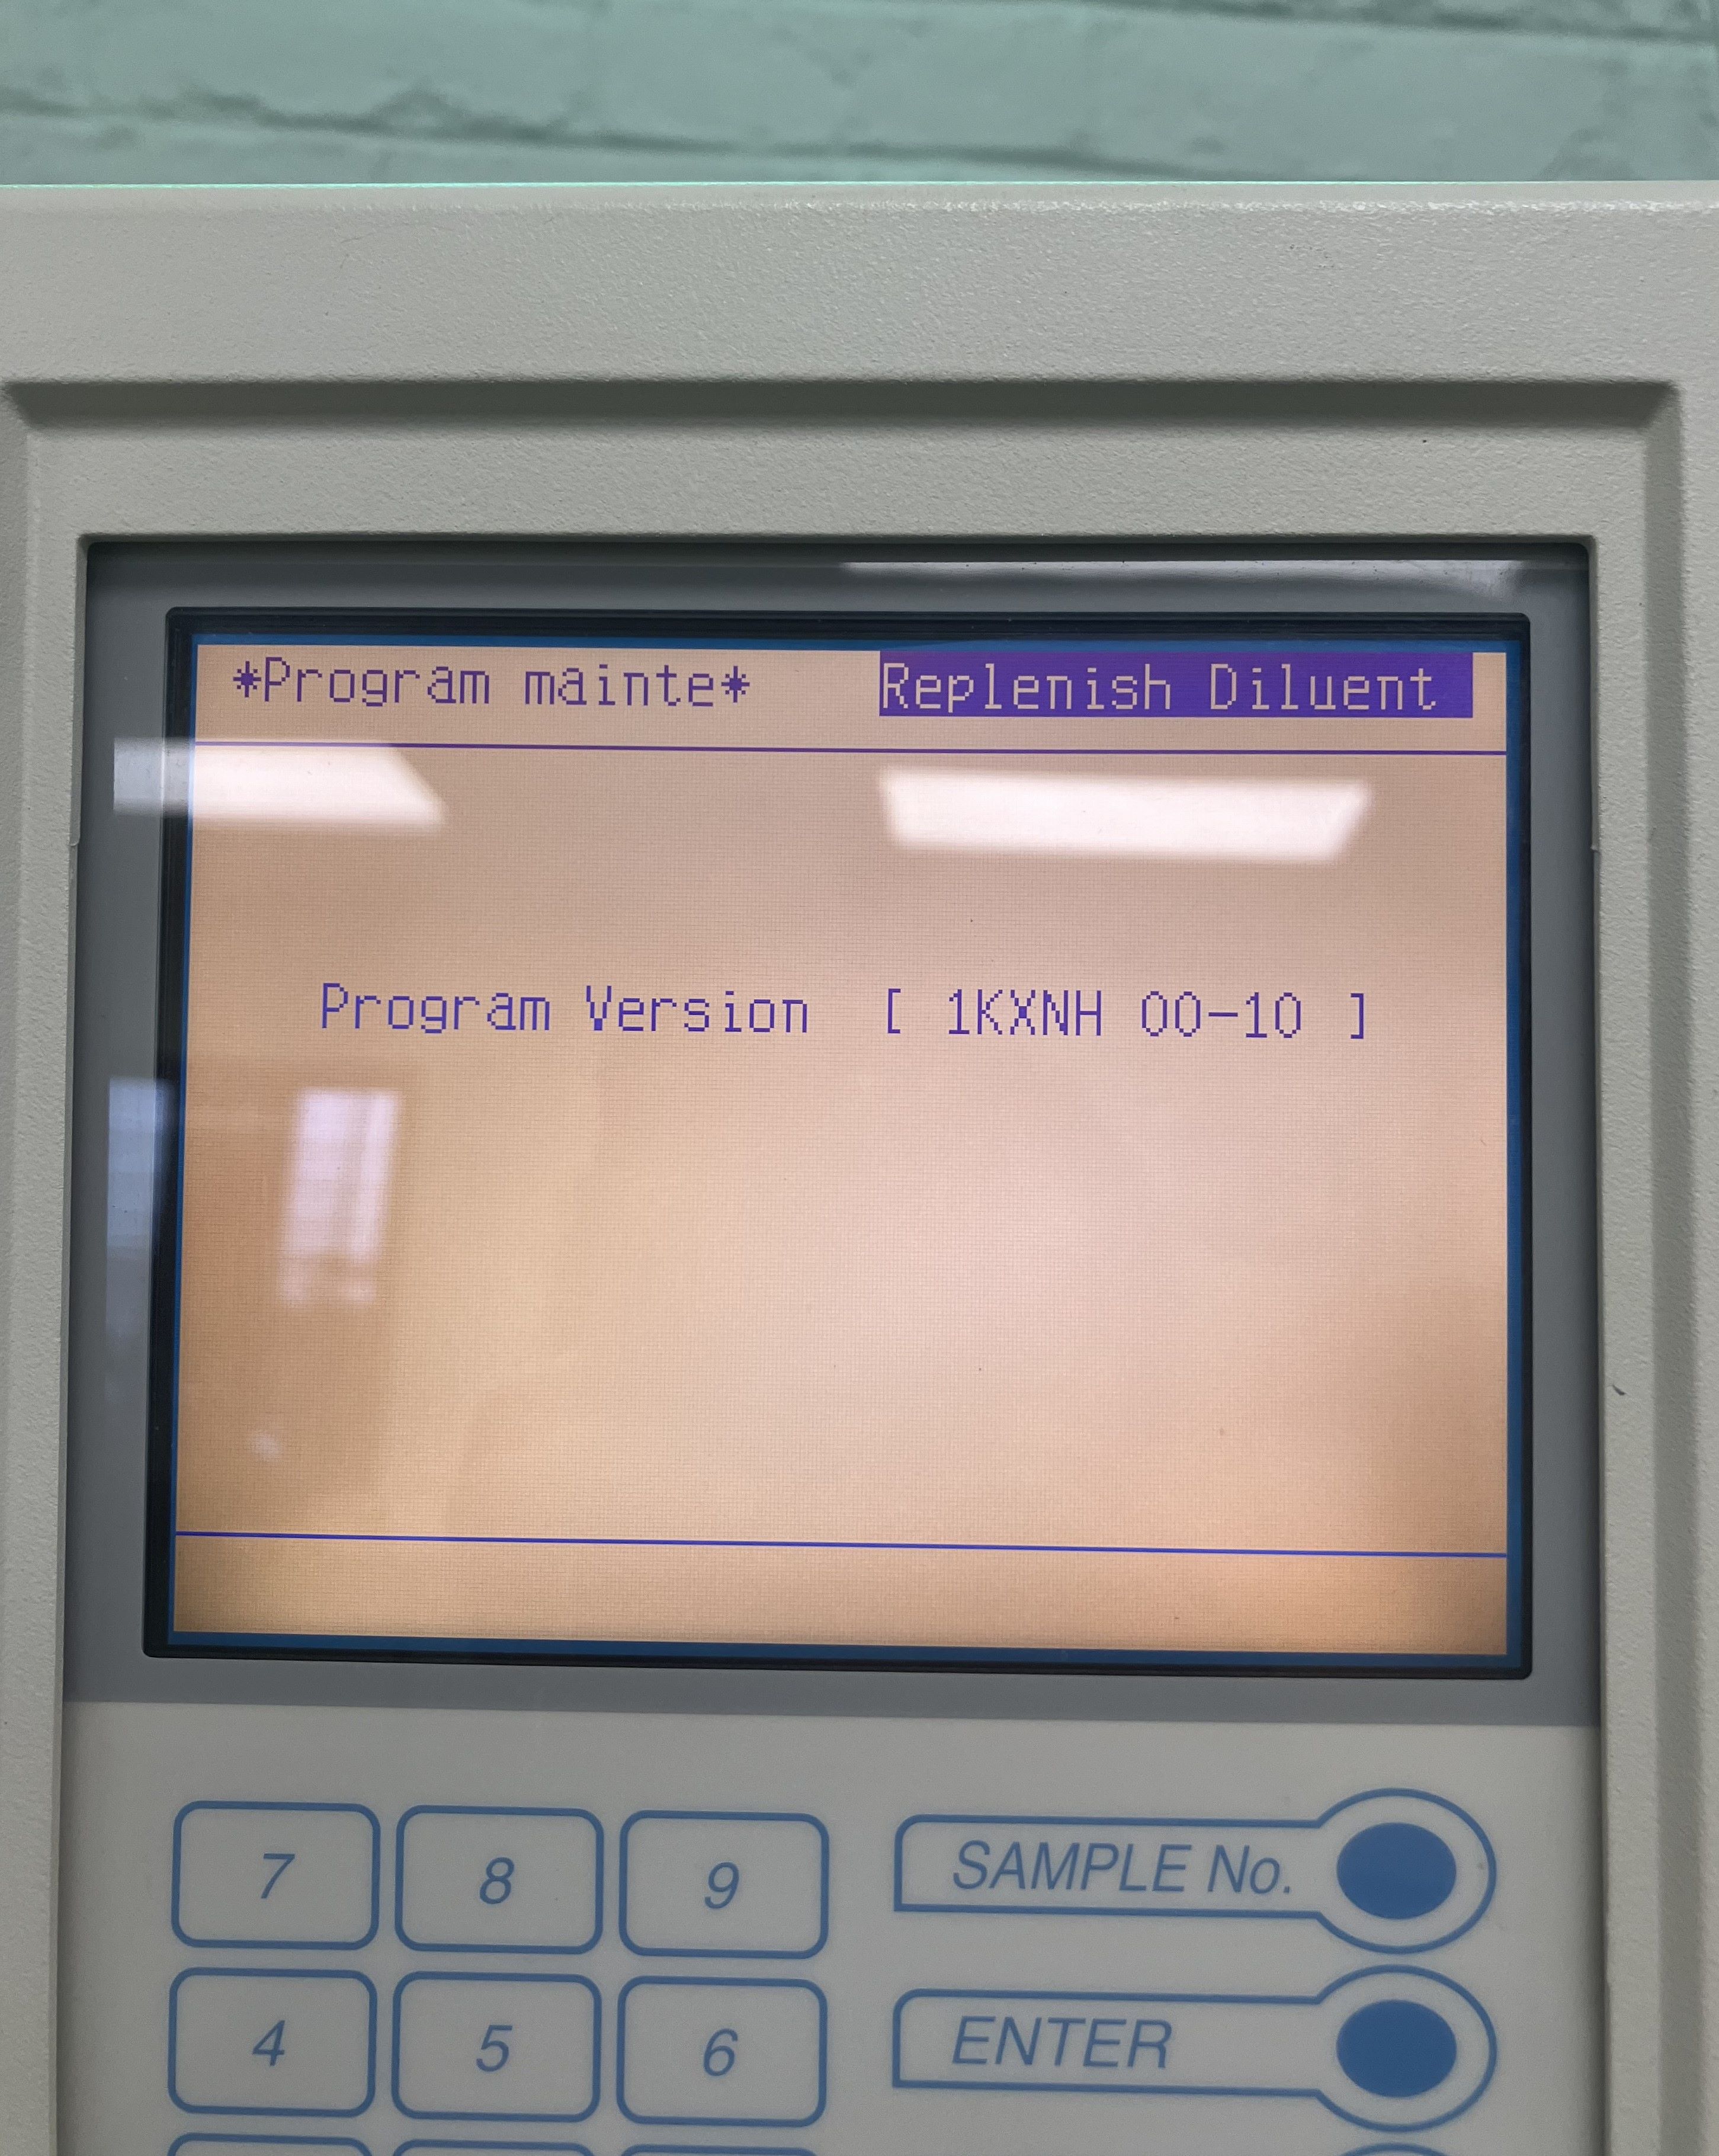 *Program mainte* Replenish Diluent
Program Version [ 1KXNH 00-10 ]
7 8 9 SAMPLE No.
4 5 6 ENTER